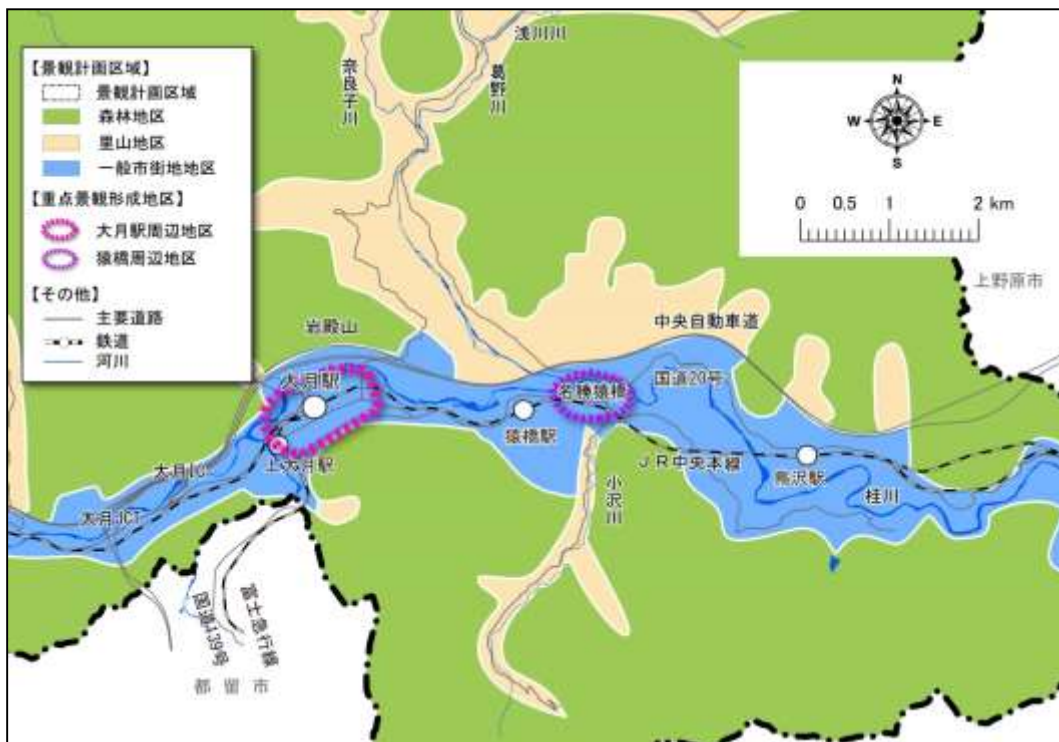 【景観計画区域】
景観計画区域
森林地区
里山地区
一般市街地地区
【重点景観形成地区】
大月駅周辺地区
猿橋周辺地区
【その他】
主要道路
鉄道
河川
浅川川
奈良子川
葛野川
N
W
E
S
0 0.5 1 2 km
上野原市
中央自動車道
岩殿山
国道20号
大月駅
名勝猿橋
猿橋駅
上大月駅
JR中央本線
鳥沢駅
大月IC
小沢川
桂川
大月JCT
国道139号
富士急行線
都留市